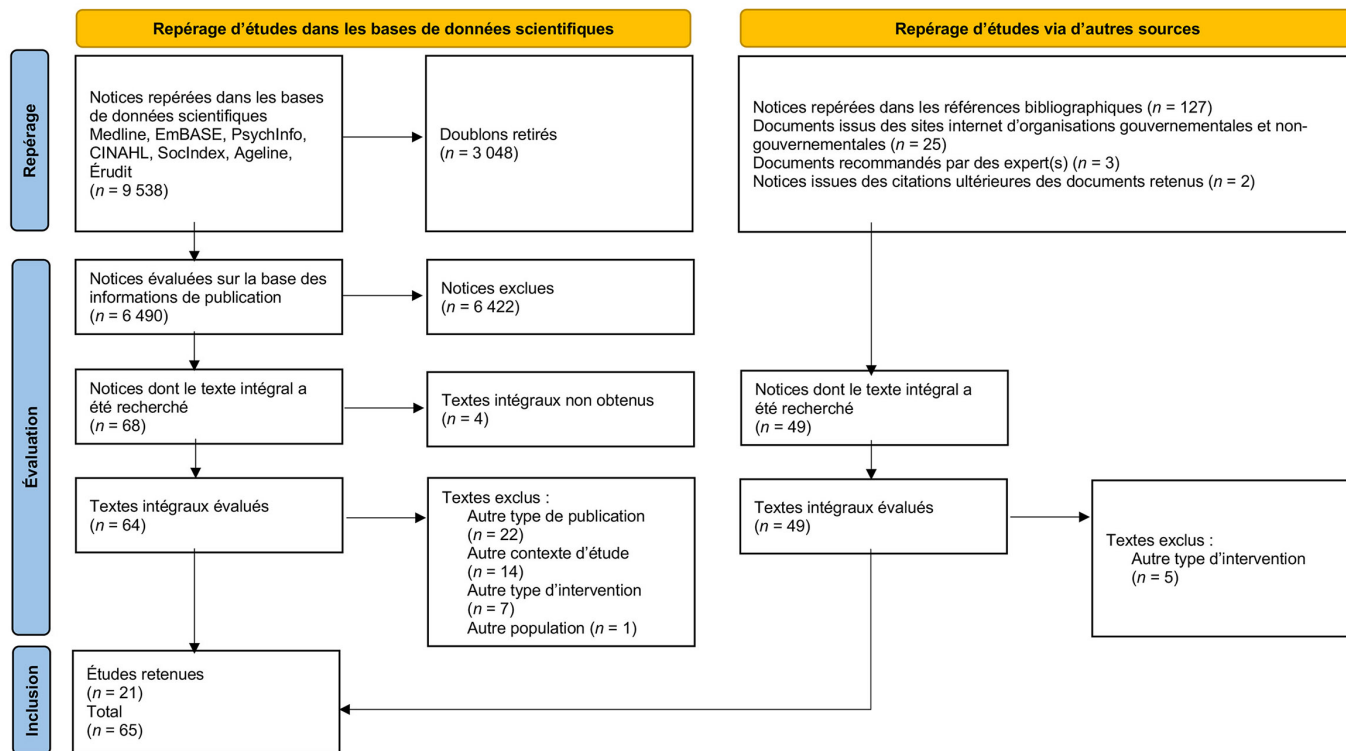 Repérage d'études dans les bases de données scientifiques
Repérage d'études via d'autres sources
Repérage
Notices repérées dans les bases
de données scientifiques
Medline, EmBASE, PsychInfo,
CINAHL, SocIndex, Ageline,
Érudit
(n = 9 538)
Doublons retirés
(n = 3 048)
Notices repérées dans les références bibliographiques (n = 127)
Documents issus des sites internet d'organisations gouvernementales et non-
gouvernementales (n = 25)
Documents recommandés par des expert(s) (n = 3)
Notices issues des citations ultérieures des documents retenus (n = 2)
Évaluation
Notices évaluées sur la base des
informations de publication
(n = 6 490)
Notices exclues
(n = 6 422)
Notices dont le texte intégral a
été recherché
(n = 68)
Textes intégraux non obtenus
(n = 4)
Notices dont le texte intégral a
été recherché
(n = 49)
Textes intégraux évalués
(n = 64)
Textes exclus :
Autre type de publication
(n = 22)
Autre contexte d'étude
(n = 14)
Autre type d'intervention
(n = 7)
Autre population (n = 1)
Textes intégraux évalués
(n = 49)
Textes exclus :
Autre type d'intervention
(n = 5)
Inclusion
Études retenues
(n = 21)
Total
(n = 65)